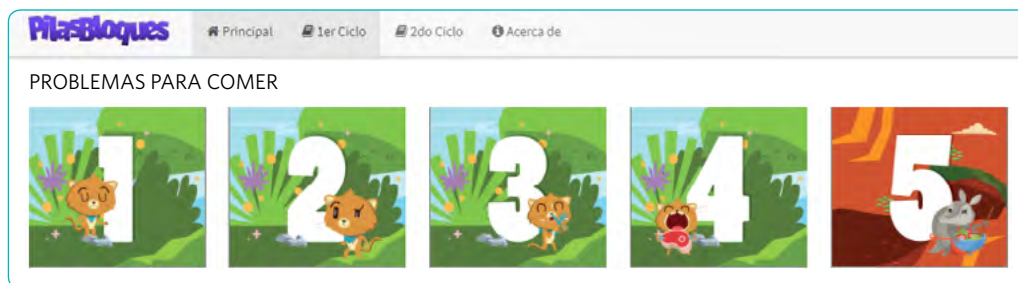 PilasBloques Principal 1er Ciclo 2do Ciclo Acerca de
PROBLEMAS PARA COMER
1 2 3 4 5